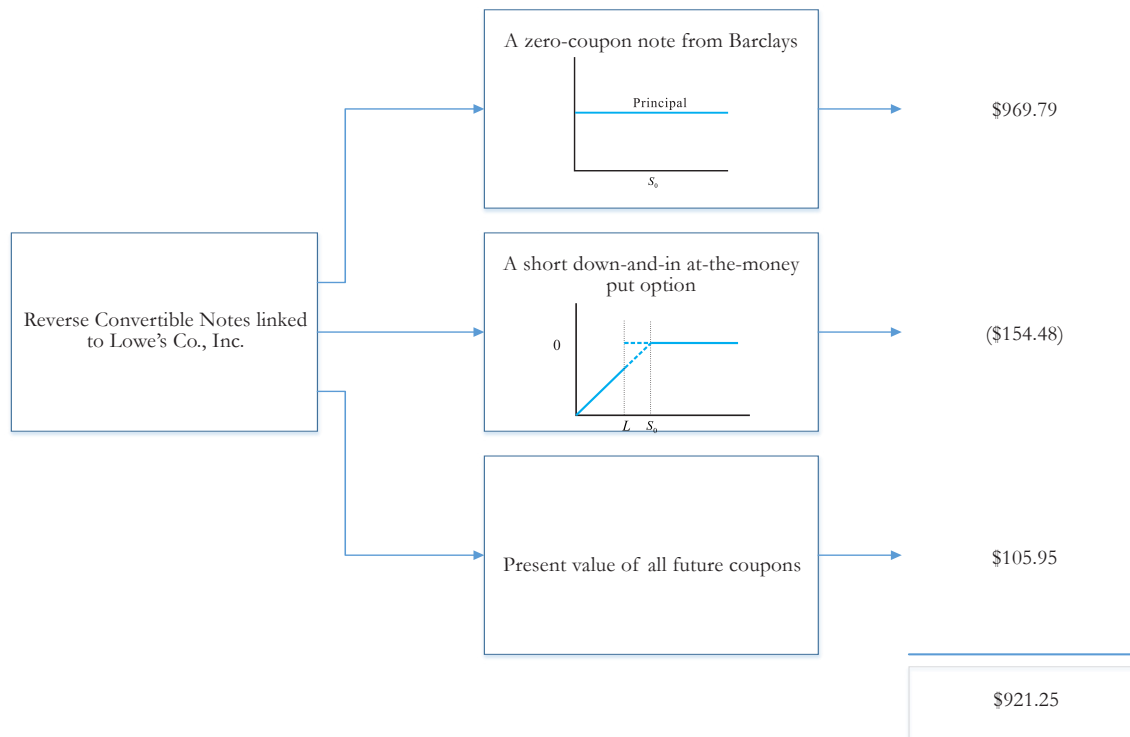 A zero-coupon note from Barclays
Principal
S₀
$969.79
Reverse Convertible Notes linked
to Lowe's Co., Inc.
A short down-and-in at-the-money
put option
0
L S₀
($154.48)
Present value of all future coupons
$105.95
$921.25